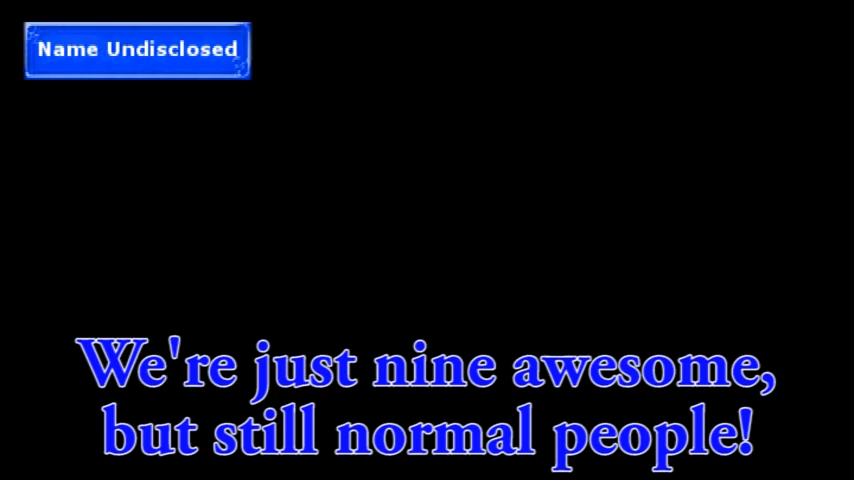 Name Undisclosed
We're just nine awesome,
but still normal people!